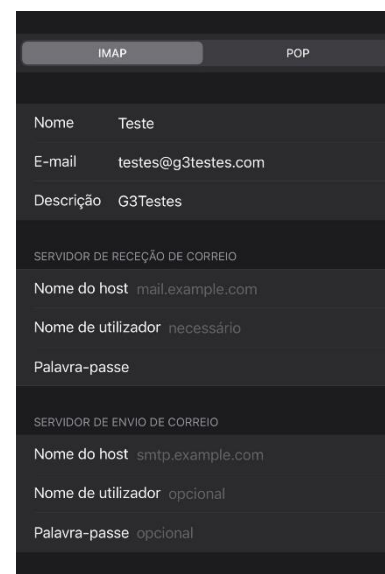 IMAP POP
Nome Teste
E-mail testes@g3testes.com
Descrição G3Testes
SERVIDOR DE RECEÇÃO DE CORREIO
Nome do host mail.example.com
Nome de utilizador necessário
Palavra-passe
SERVIDOR DE ENVIO DE CORREIO
Nome do host smtp.example.com
Nome de utilizador opcional
Palavra-passe opcional